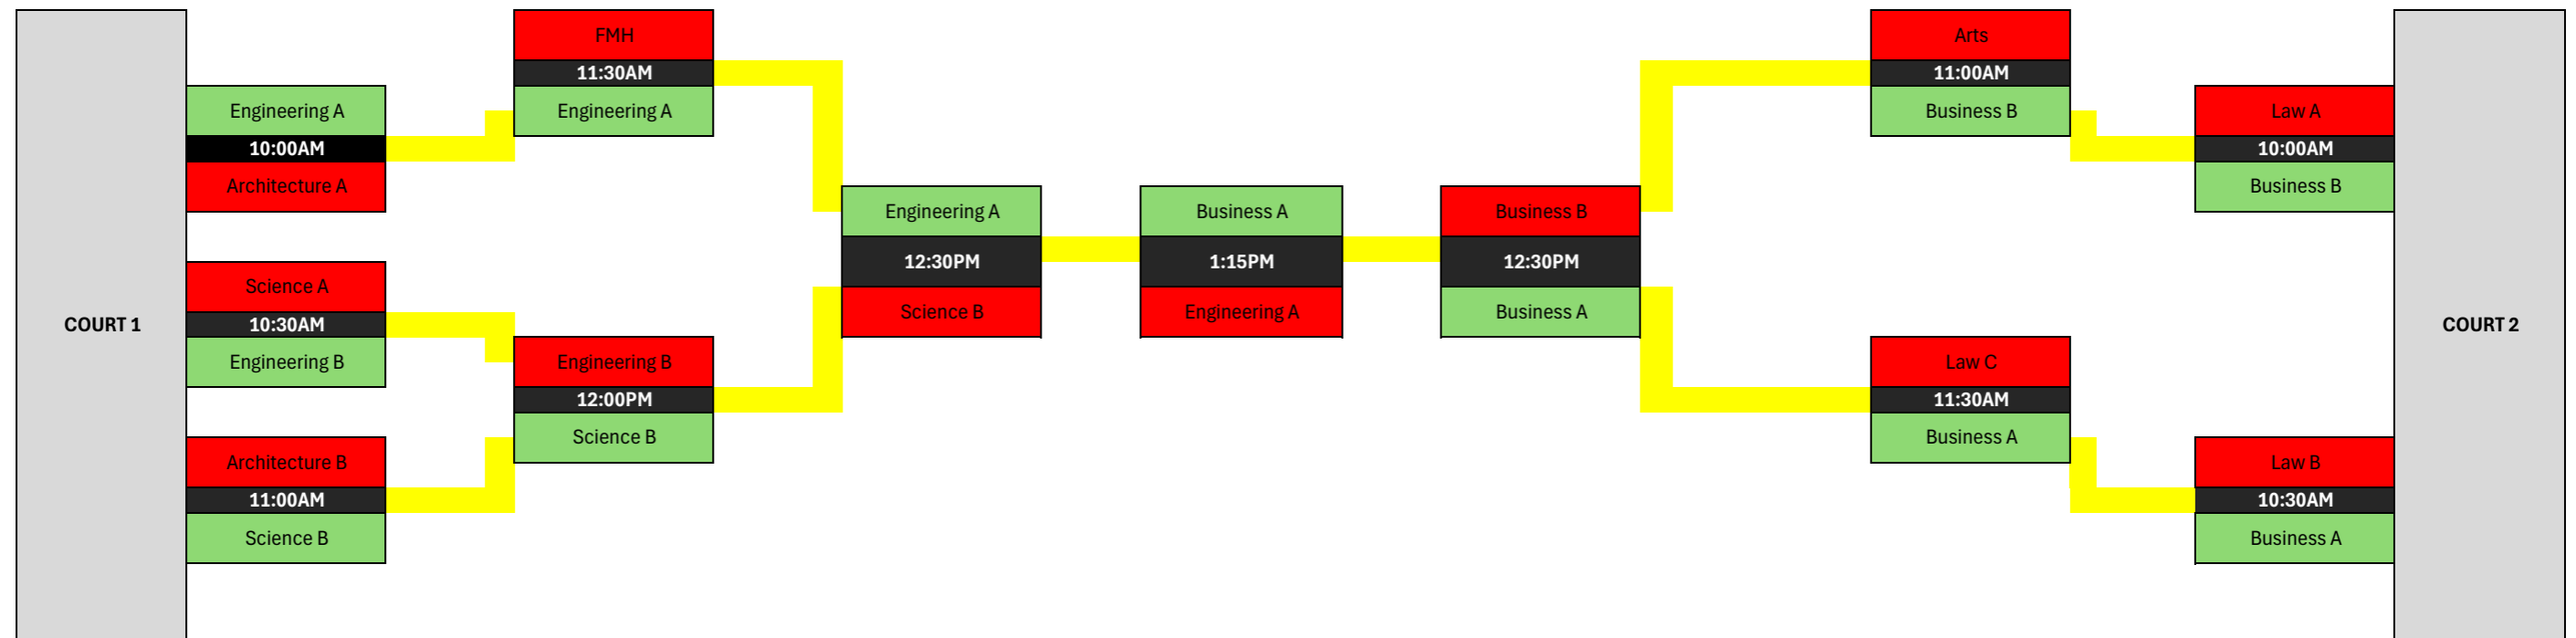 COURT 1
Engineering A
10:00AM
Architecture A
Science A
10:30AM
Engineering B
Architecture B
11:00AM
Science B
FMH
11:30AM
Engineering A
Engineering B
12:00PM
Science B
Engineering A
12:30PM
Science B
Business A
1:15PM
Engineering A
Business B
12:30PM
Business A
Arts
11:00AM
Business B
Law C
11:30AM
Business A
Law A
10:00AM
Business B
Law B
10:30AM
Business A
COURT 2